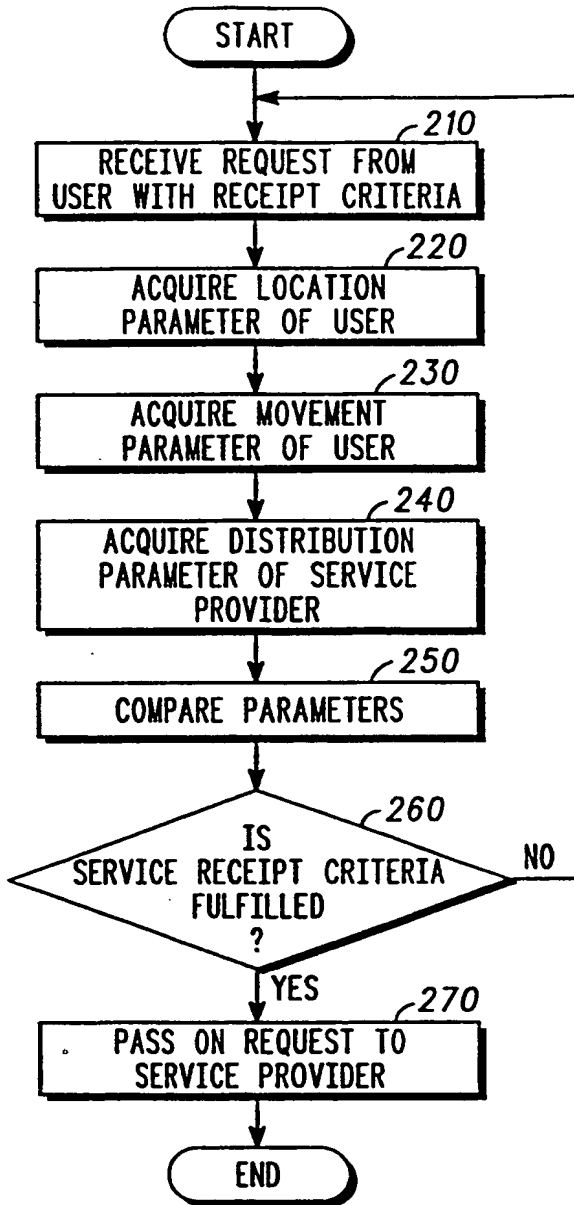 START
210
RECEIVE REQUEST FROM
USER WITH RECEIPT CRITERIA
220
ACQUIRE LOCATION
PARAMETER OF USER
230
ACQUIRE MOVEMENT
PARAMETER OF USER
240
ACQUIRE DISTRIBUTION
PARAMETER OF SERVICE
PROVIDER
250
COMPARE PARAMETERS
260
IS
SERVICE RECEIPT CRITERIA
FULFILLED
?
NO
YES
270
PASS ON REQUEST TO
SERVICE PROVIDER
END